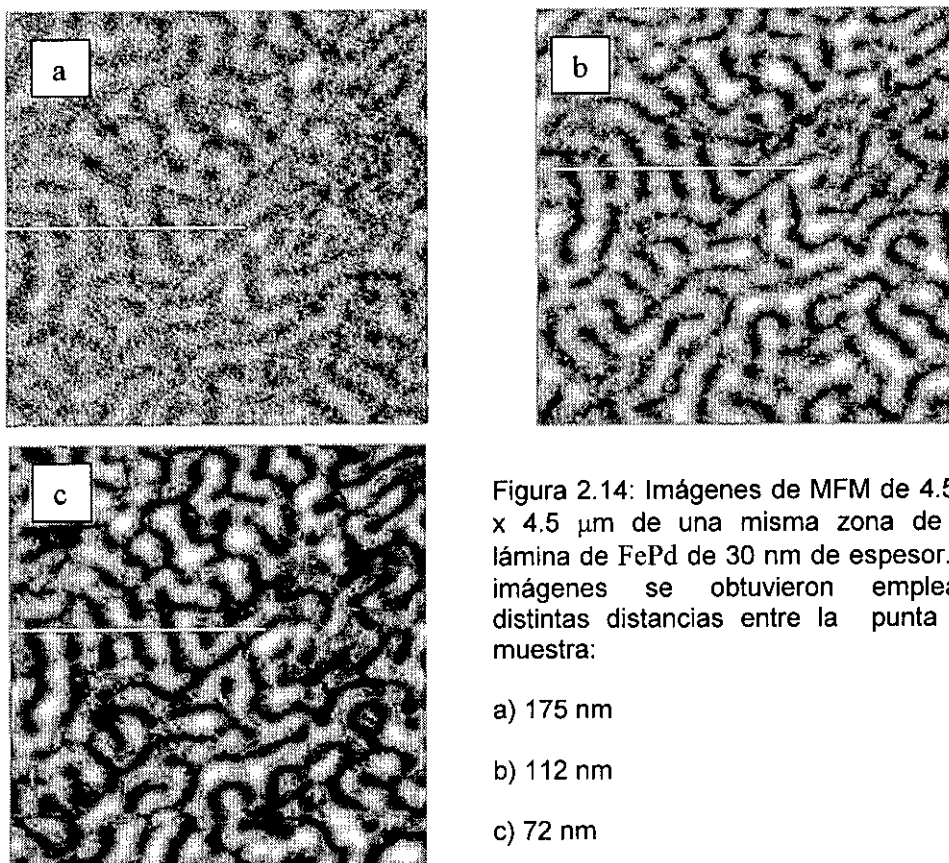 a
b
c
Figura 2.14: Imágenes de MFM de 4.5
x 4.5 μm de una misma zona de
lámina de FePd de 30 nm de espesor.
imágenes se obtuvieron emplea
distintas distancias entre la punta
muestra:
a) 175 nm
b) 112 nm
c) 72 nm